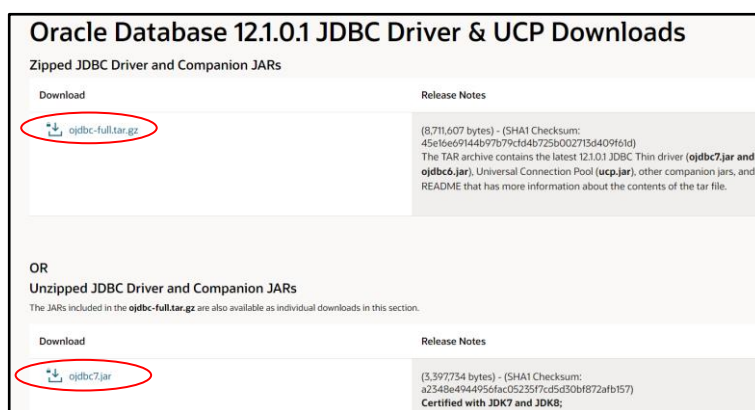 Oracle Database 12.1.0.1 JDBC Driver & UCP Downloads
Zipped JDBC Driver and Companion JARs
Download Release Notes
ojdbc-full.tar.gz (8,711,607 bytes) - (SHA1 Checksum:
45e16e69144b97b79cfd4b725b002713d409f61d)
The TAR archive contains the latest 12.1.0.1 JDBC Thin driver (ojdbc7.jar and
ojdbc6.jar), Universal Connection Pool (ucp.jar), other companion jars, and
README that has more information about the contents of the tar file.
OR
Unzipped JDBC Driver and Companion JARs
The JARs included in the ojdbc-full.tar.gz are also available as individual downloads in this section.
Download Release Notes
ojdbc7.jar (3,397,734 bytes) - (SHA1 Checksum:
a2348e4944956fac05235f7cd5d30bf872afb157)
Certified with JDK7 and JDK8;